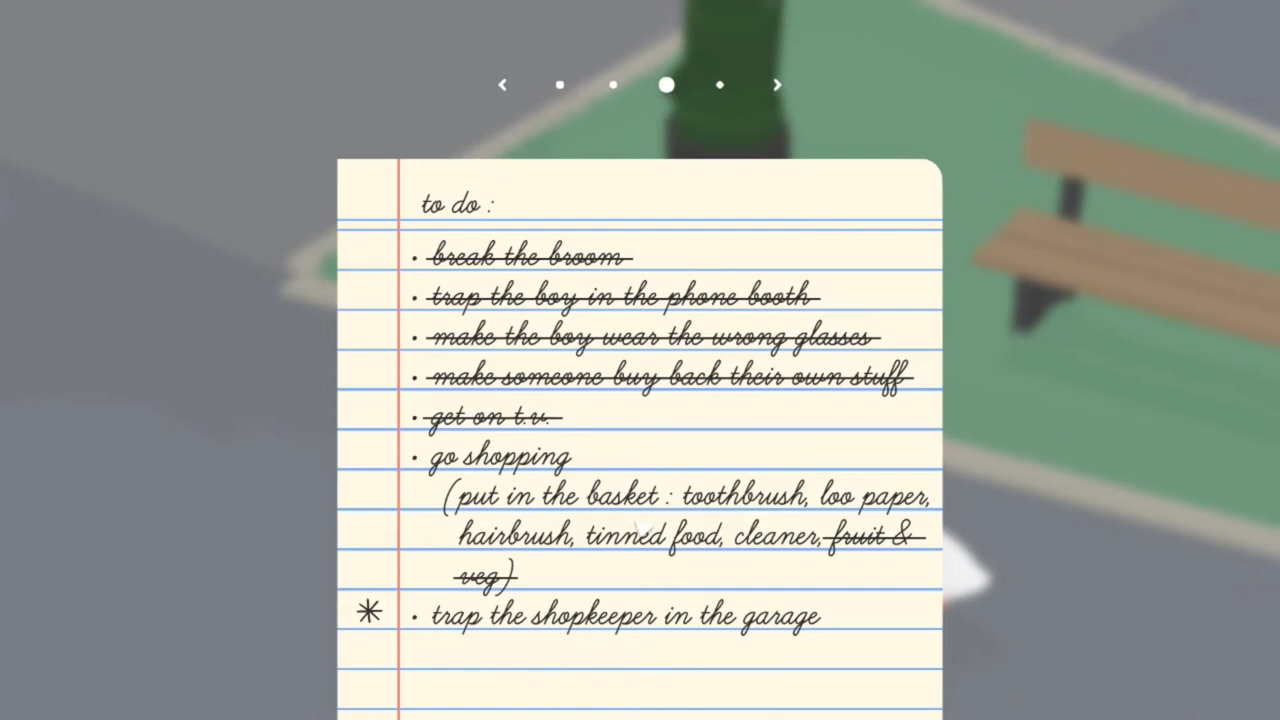 to do :
• break the broom
• trap the boy in the phone booth
• make the boy wear the wrong glasses
• make someone buy back their own stuff
• get on t.v.
• go shopping
(put in the basket : toothbrush, loo paper,
hairbrush, tinned food, cleaner, fruit &
veg)
* • trap the shopkeeper in the garage